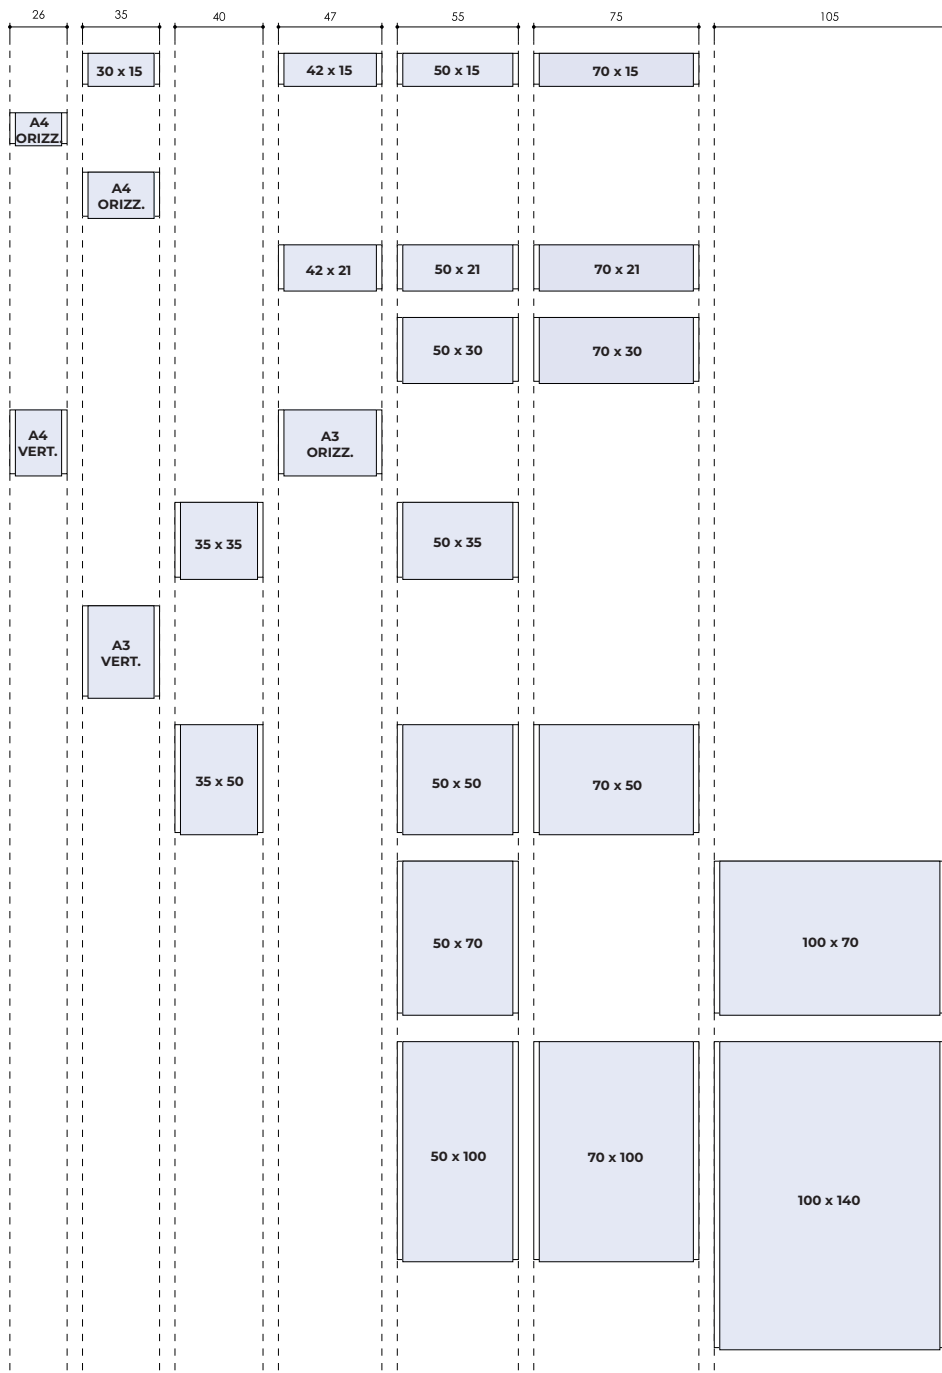 26
35
40
47
55
75
105
30 x 15
42 x 15
50 x 15
70 x 15
A4
ORIZZ.
A4
ORIZZ.
42 x 21
50 x 21
70 x 21
50 x 30
70 x 30
A4
VERT.
A3
ORIZZ.
35 x 35
50 x 35
A3
VERT.
35 x 50
50 x 50
70 x 50
50 x 70
100 x 70
50 x 100
70 x 100
100 x 140